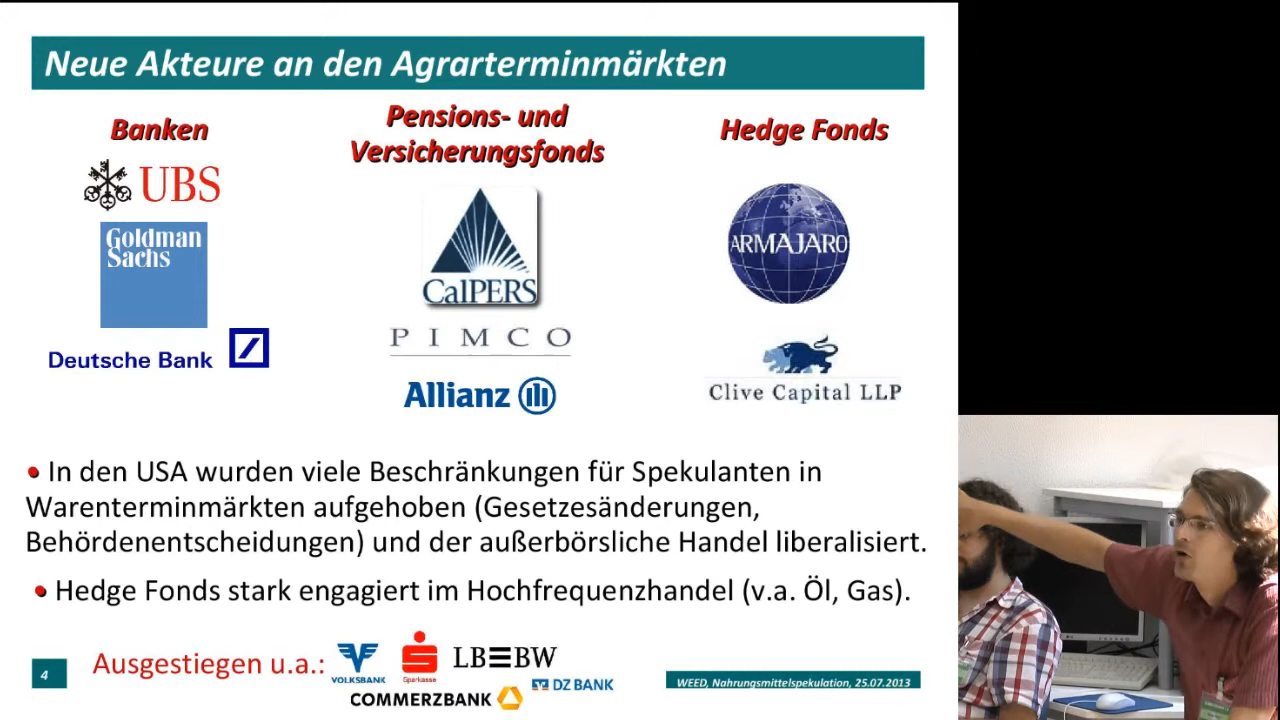 Neue Akteure an den Agrarterminmärkten
Banken
UBS
Goldman
Sachs
Deutsche Bank
Pensions- und
Versicherungsfonds
CalPERS
PIMCO
Allianz
Hedge Fonds
ARMAJARO
Clive Capital LLP
• In den USA wurden viele Beschränkungen für Spekulanten in
Warenterminmärkten aufgehoben (Gesetzesänderungen,
Behördenentscheidungen) und der außerbörsliche Handel liberalisiert.
• Hedge Fonds stark engagiert im Hochfrequenzhandel (v.a. Öl, Gas).
4
Ausgestiegen u.a.:
VOLKSBANK
Sparkasse
LBBW
COMMERZBANK
DZ BANK
WEED, Nahrungsmittelspekulation, 25.07.2013